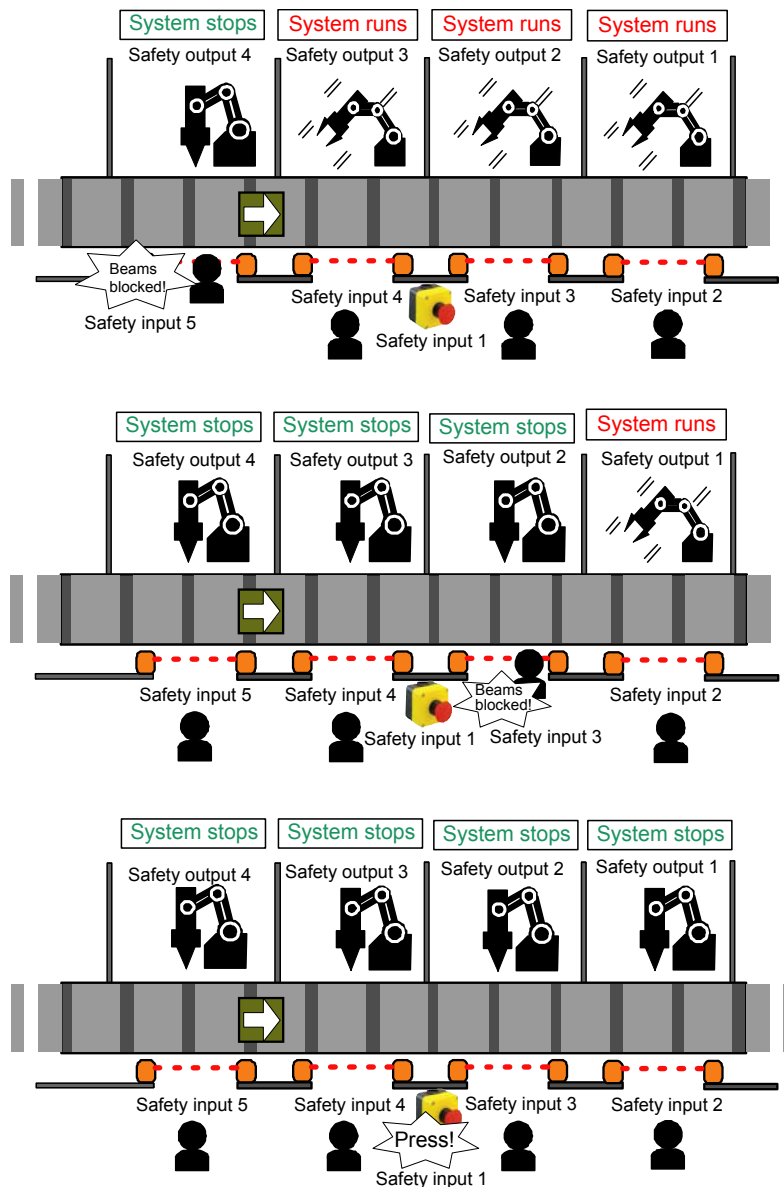 System stops
System runs
System runs
System runs
Safety output 4
Safety output 3
Safety output 2
Safety output 1
Beams
blocked!
Safety input 5
Safety input 4
Safety input 3
Safety input 2
Safety input 1
System stops
System stops
System stops
System runs
Safety output 4
Safety output 3
Safety output 2
Safety output 1
Safety input 5
Safety input 4
Beams
blocked!
Safety input 2
Safety input 1
Safety input 3
System stops
System stops
System stops
System stops
Safety output 4
Safety output 3
Safety output 2
Safety output 1
Safety input 5
Safety input 4
Safety input 3
Safety input 2
Press!
Safety input 1